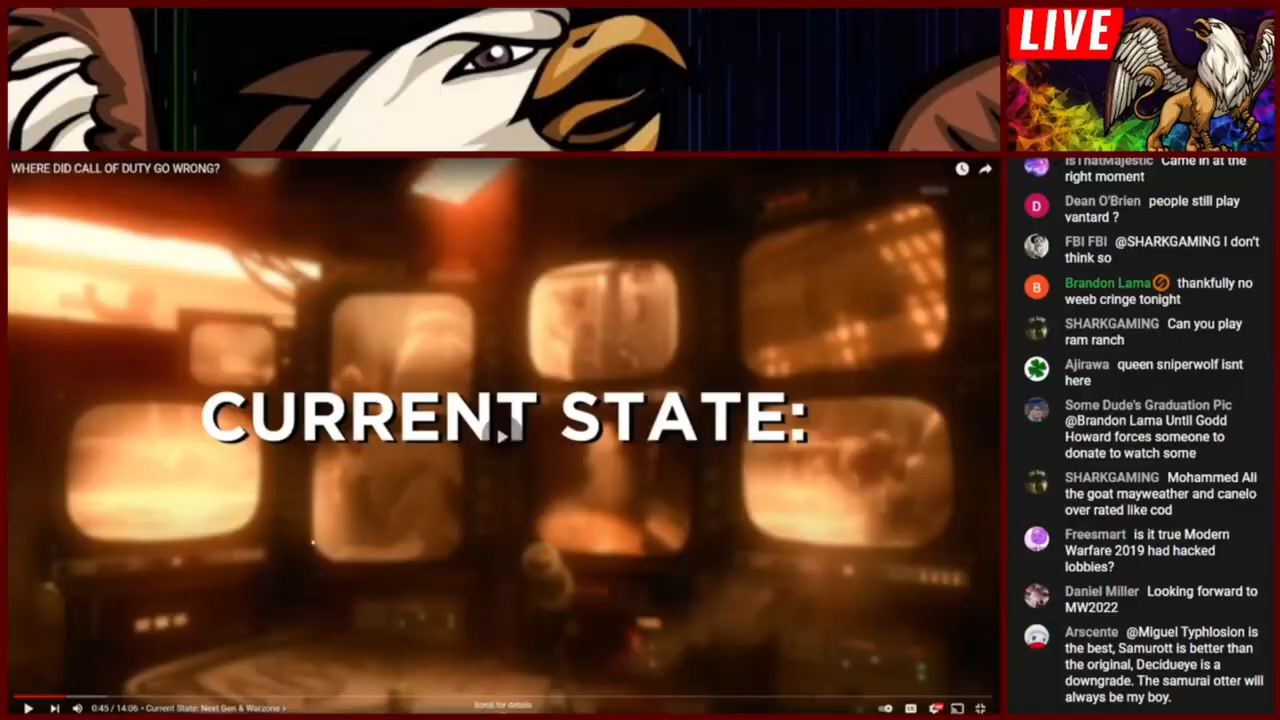 LIVE
WHERE DID CALL OF DUTY GO WRONG?
CURRENT STATE:
0:45 / 14:06 • Current State: Next Gen & Warzone
Scroll for details
IsThatMajestic Came in at the
right moment
Dean O'Brien people still play
vantard ?
FBI FBI @SHARKGAMING I don't
think so
Brandon Lama thankfully no
weeb cringe tonight
SHARKGAMING Can you play
ram ranch
Ajirawa queen sniperwolf isnt
here
Some Dude's Graduation Pic
@Brandon Lama Until Godd
Howard forces someone to
donate to watch some
SHARKGAMING Mohammed Ali
the goat mayweather and canelo
over rated like cod
Freesmart is it true Modern
Warfare 2019 had hacked
lobbies?
Daniel Miller Looking forward to
MW2022
Arscente @Miguel Typhlosion is
the best, Samurott is better than
the original, Decidueye is a
downgrade. The samurai otter will
always be my boy.